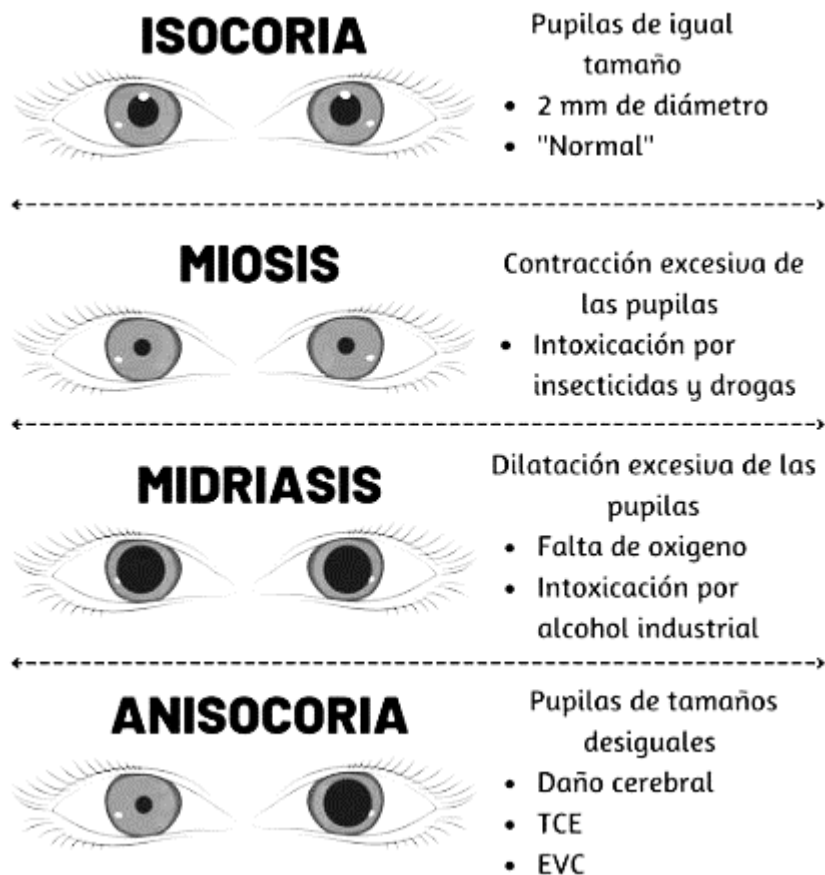 ISOCORIA
Pupilas de igual
tamaño
• 2 mm de diámetro
• "Normal"
MIOSIS
Contracción excesiva de
las pupilas
• Intoxicación por
insecticidas y drogas
MIDRIASIS
Dilatación excesiva de las
pupilas
• Falta de oxigeno
• Intoxicación por
alcohol industrial
ANISOCORIA
Pupilas de tamaños
desiguales
• Daño cerebral
• TCE
• EVC